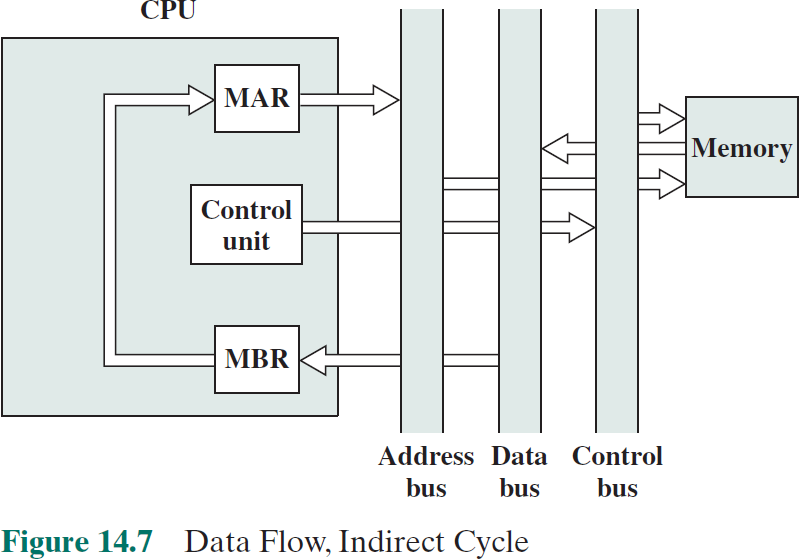 CPU
MAR
Memory
Control
unit
MBR
Address Data Control
bus bus bus
Figure 14.7 Data Flow, Indirect Cycle